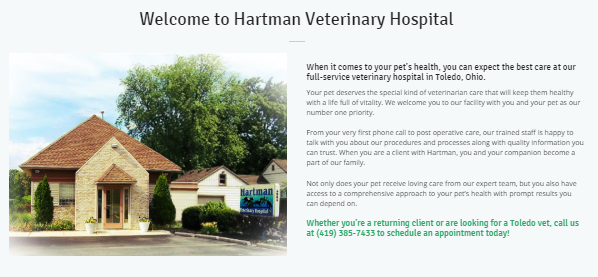 Welcome to Hartman Veterinary Hospital
When it comes to your pet's health, you can expect the best care at our
full-service veterinary hospital in Toledo, Ohio.
Your pet deserves the special kind of veterinarian care that will keep them healthy
with a life full of vitality. We welcome you to our facility with you and your pet as our
number one priority.
From your very first phone call to post operative care, our trained staff is happy to
talk with you about our procedures and processes along with quality information you
can trust. When you are a client with Hartman, you and your companion become a
part of our family.
Not only does your pet receive loving care from our expert team, but you also have
access to a comprehensive approach to your pet's health with prompt results you
can depend on.
Whether you're a returning client or are looking for a Toledo vet, call us
at (419) 385-7433 to schedule an appointment today!
Hartman
Hospital